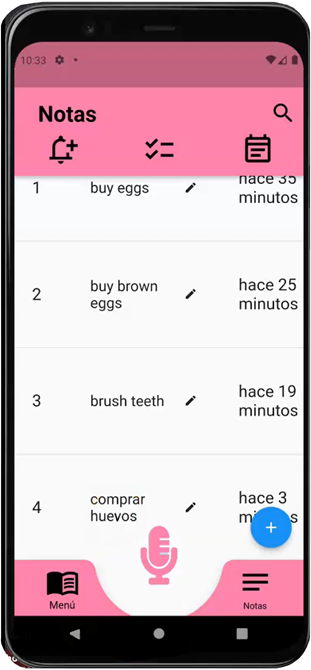 10:33
Notas
1 buy eggs hace 35
minutos
2 buy brown hace 25
eggs minutos
3 brush teeth hace 19
minutos
4 comprar hace 3
huevos
+
Menú Notas